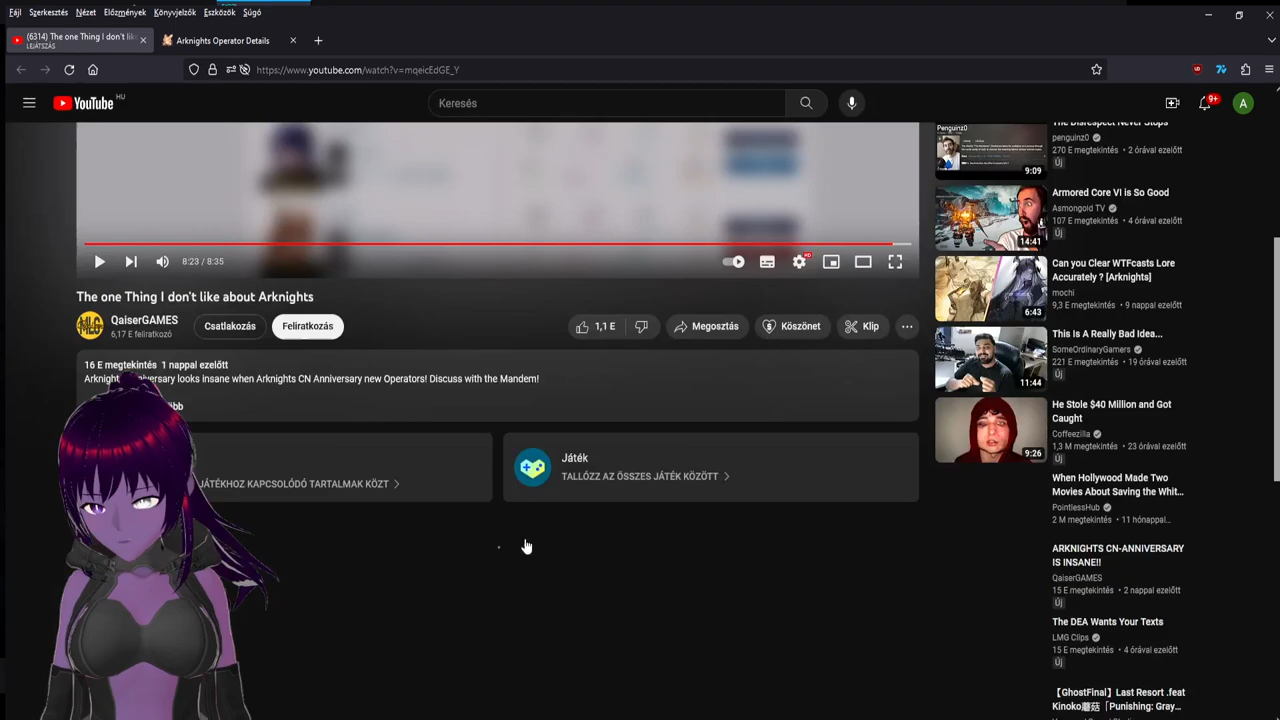 Fájl Szerkesztés Nézet Előzmények Könyvjelzők Eszközök Súgó
(6314) The one Thing I don't lik
LEJÁTSZÁS
Arknights Operator Details
https://www.youtube.com/watch?v=mqeicEdGE_Y
YouTube HU
Keresés
9+
A
8:23 / 8:35
HD
The one Thing I don't like about Arknights
QaiserGAMES
6,17 E feliratkozó
Csatlakozás
Feliratkozás
1,1 E
Megosztás
Köszönet
Klip
16 E megtekintés 1 nappal ezelőtt
Arknights Anniversary looks insane when Arknights CN Anniversary new Operators! Discuss with the Mandem!
JÁTÉKHOZ KAPCSOLÓDÓ TARTALMAK KÖZT
Játék
TALLÓZZ AZ ÖSSZES JÁTÉK KÖZÖTT
The Disrespect Never Stops
penguinz0
270 E megtekintés • 2 órával ezelőtt
Új
Penguinz0
9:09
Armored Core VI is So Good
Asmongold TV
107 E megtekintés • 4 órával ezelőtt
Új
14:41
Can you Clear WTFcasts Lore
Accurately ? [Arknights]
mochi
9,3 E megtekintés • 9 nappal ezelőtt
6:43
This Is A Really Bad Idea...
SomeOrdinaryGamers
221 E megtekintés • 19 órával ezelőtt
Új
11:44
He Stole $40 Million and Got
Caught
Coffeezilla
1,3 M megtekintés • 23 órával ezelőtt
Új
9:26
When Hollywood Made Two
Movies About Saving the Whit...
PointlessHub
2 M megtekintés • 11 hónappal...
ARKNIGHTS CN-ANNIVERSARY
IS INSANE!!
QaiserGAMES
15 E megtekintés • 2 nappal ezelőtt
Új
The DEA Wants Your Texts
LMG Clips
15 E megtekintés • 4 órával ezelőtt
Új
【GhostFinal】Last Resort .feat
Kinoko蘑菇「Punishing: Gray...